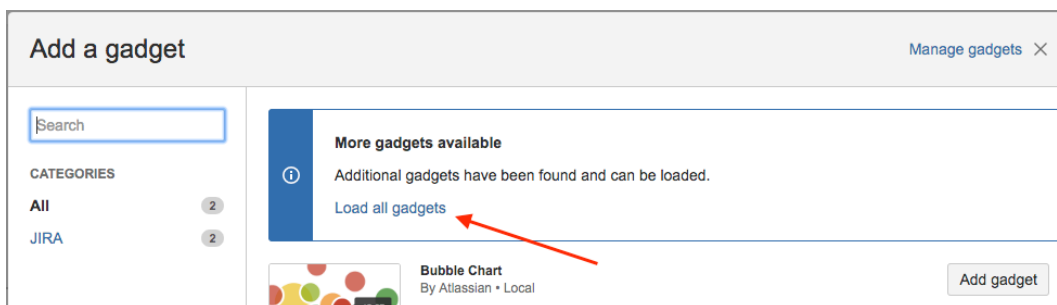 Add a gadget
Manage gadgets
Search
CATEGORIES
All 2
JIRA 2
More gadgets available
Additional gadgets have been found and can be loaded.
Load all gadgets
Bubble Chart
By Atlassian • Local
Add gadget